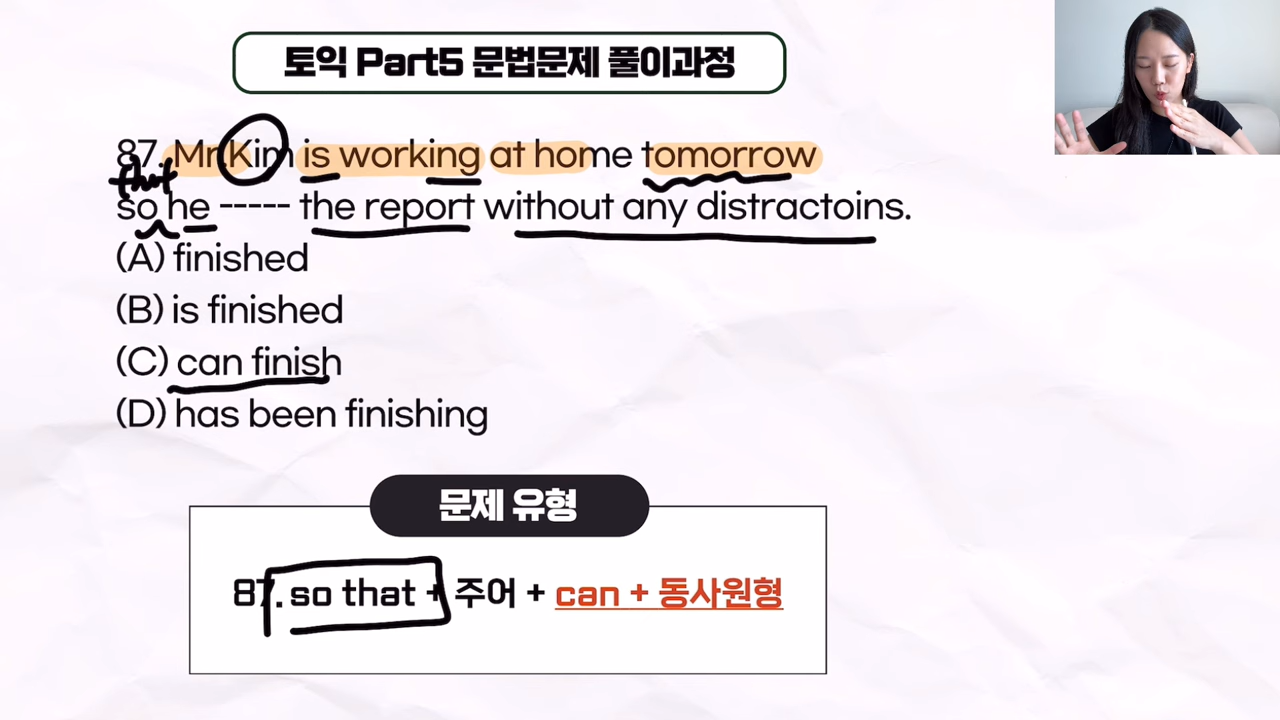 토익 Part5 문법문제 풀이과정
87. Mr.Kim is working at home tomorrow
that
so he ----- the report without any distractoins.
(A) finished
(B) is finished
(C) can finish
(D) has been finishing
문제 유형
87. so that + 주어 + can + 동사원형